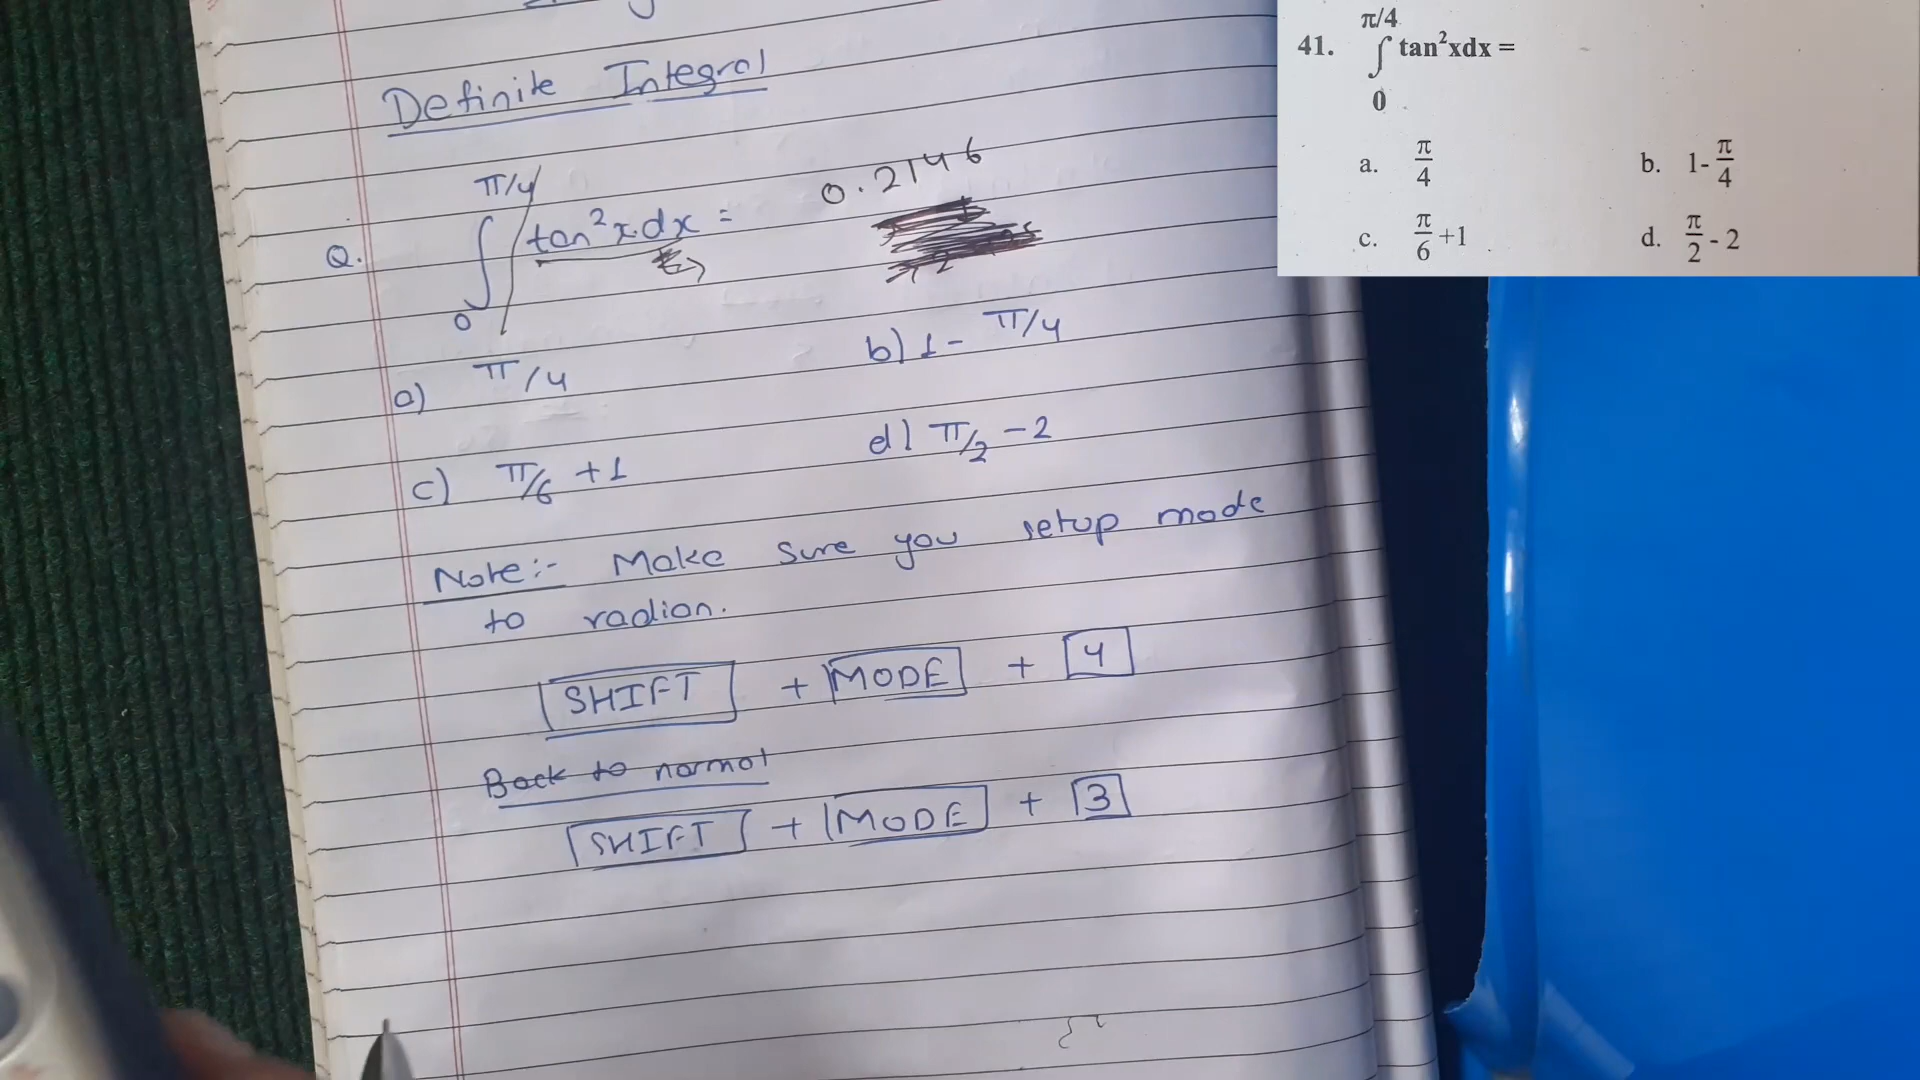 Definite Integral
Q. ∫₀^π/4 tan²x dx = 0.2146
a) π/4 b) 1 - π/4
c) π/6 + 1 d) π/2 - 2
Note:- Make sure you setup mode
to radian.
SHIFT + MODE + 4
Back to normal
SHIFT + MODE + 3
41. ∫₀^π/4 tan²xdx =
a. π/4 b. 1-π/4
c. π/6+1 d. π/2-2